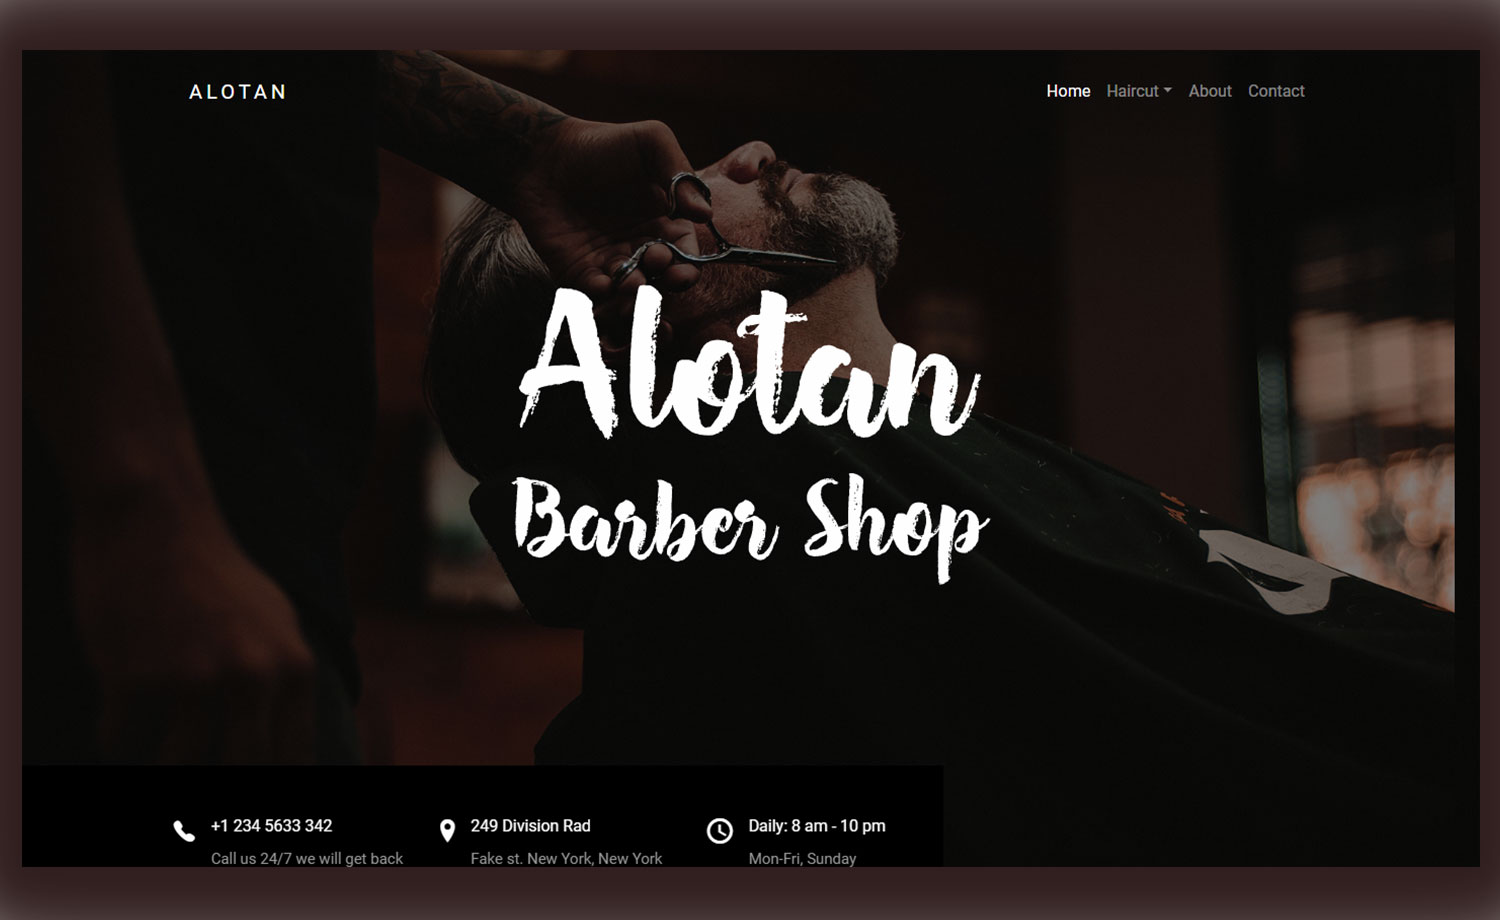 ALOTAN
Home Haircut About Contact
Alotan
Barber Shop
+1 234 5633 342
Call us 24/7 we will get back
249 Division Rad
Fake st. New York, New York
Daily: 8 am - 10 pm
Mon-Fri, Sunday